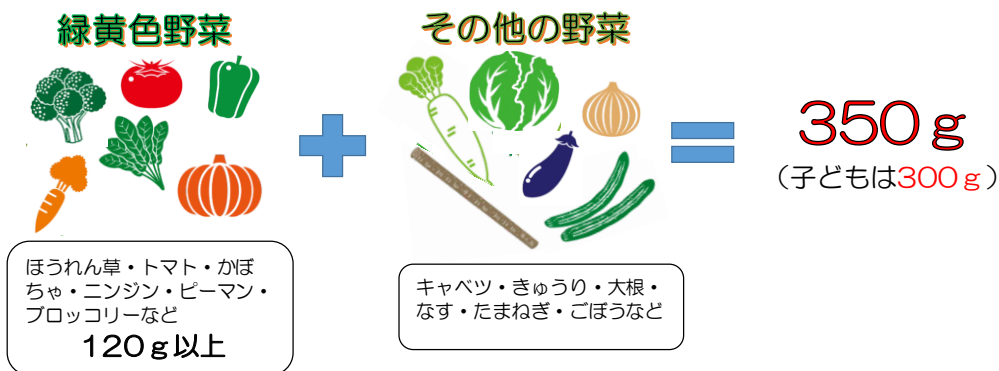 緑黄色野菜
その他の野菜
350ｇ
（子どもは300ｇ）
ほうれん草・トマト・かぼ
ちゃ・ニンジン・ピーマン・
ブロッコリーなど
120ｇ以上
キャベツ・きゅうり・大根・
なす・たまねぎ・ごぼうなど